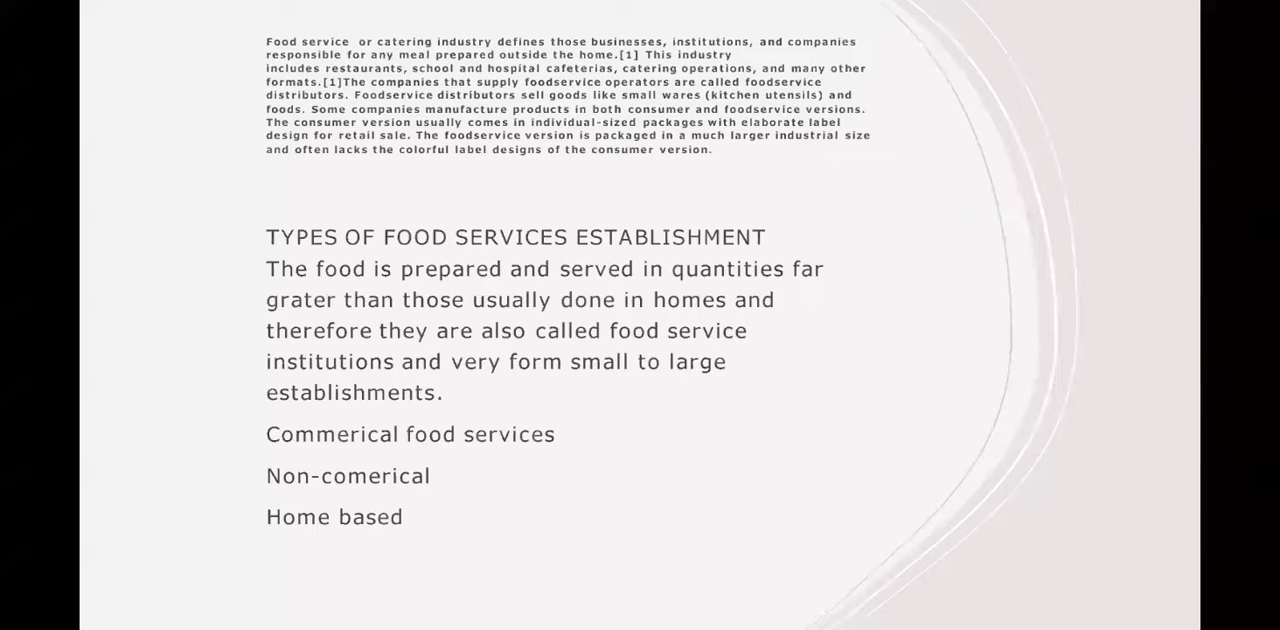 Food service or catering industry defines those businesses, institutions, and companies
responsible for any meal prepared outside the home.[1] This industry
includes restaurants, school and hospital cafeterias, catering operations, and many other
formats.[1]The companies that supply foodservice operators are called foodservice
distributors. Foodservice distributors sell goods like small wares (kitchen utensils) and
foods. Some companies manufacture products in both consumer and foodservice versions.
The consumer version usually comes in individual-sized packages with elaborate label
design for retail sale. The foodservice version is packaged in a much larger industrial size
and often lacks the colorful label designs of the consumer version.
TYPES OF FOOD SERVICES ESTABLISHMENT
The food is prepared and served in quantities far
grater than those usually done in homes and
therefore they are also called food service
institutions and very form small to large
establishments.
Commerical food services
Non-comerical
Home based